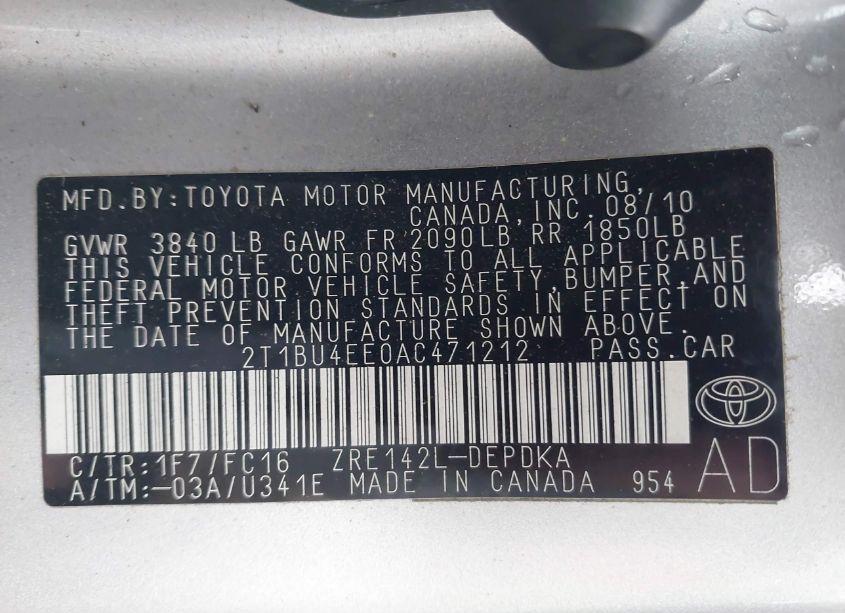 MFD.BY:TOYOTA MOTOR MANUFACTURING,
CANADA,INC. 08/10
GVWR 3840 LB GAWR FR 2090LB RR 1850LB
THIS VEHICLE CONFORMS TO ALL APPLICABLE
FEDERAL MOTOR VEHICLE SAFETY,BUMPER,AND
THEFT PREVENTION STANDARDS IN EFFECT ON
THE DATE OF MANUFACTURE SHOWN ABOVE.
2T1BU4EE0AC471212 PASS.CAR
C/TR:1F7/FC16 ZRE142L-DEPDKA
A/TM:-03A/U341E MADE IN CANADA 954
AD